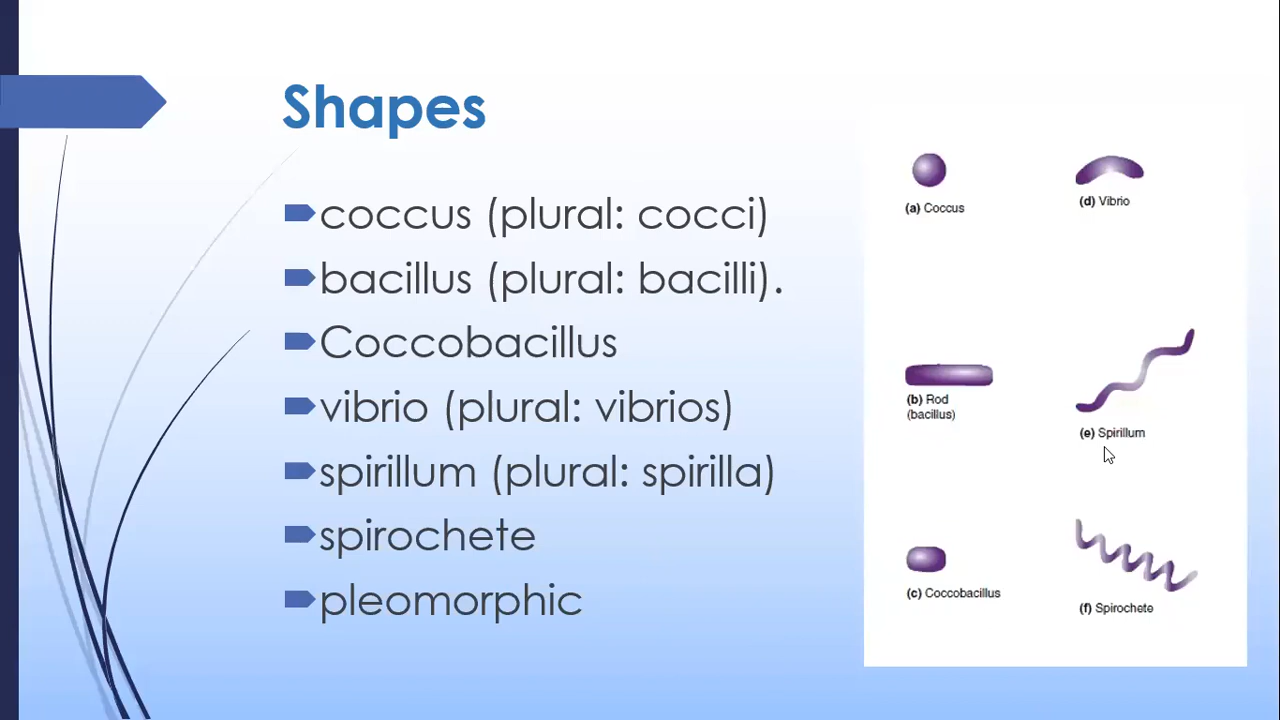 Shapes
coccus (plural: cocci)
bacillus (plural: bacilli).
Coccobacillus
vibrio (plural: vibrios)
spirillum (plural: spirilla)
spirochete
pleomorphic
(a) Coccus
(d) Vibrio
(b) Rod
(bacillus)
(e) Spirillum
(c) Coccobacillus
(f) Spirochete